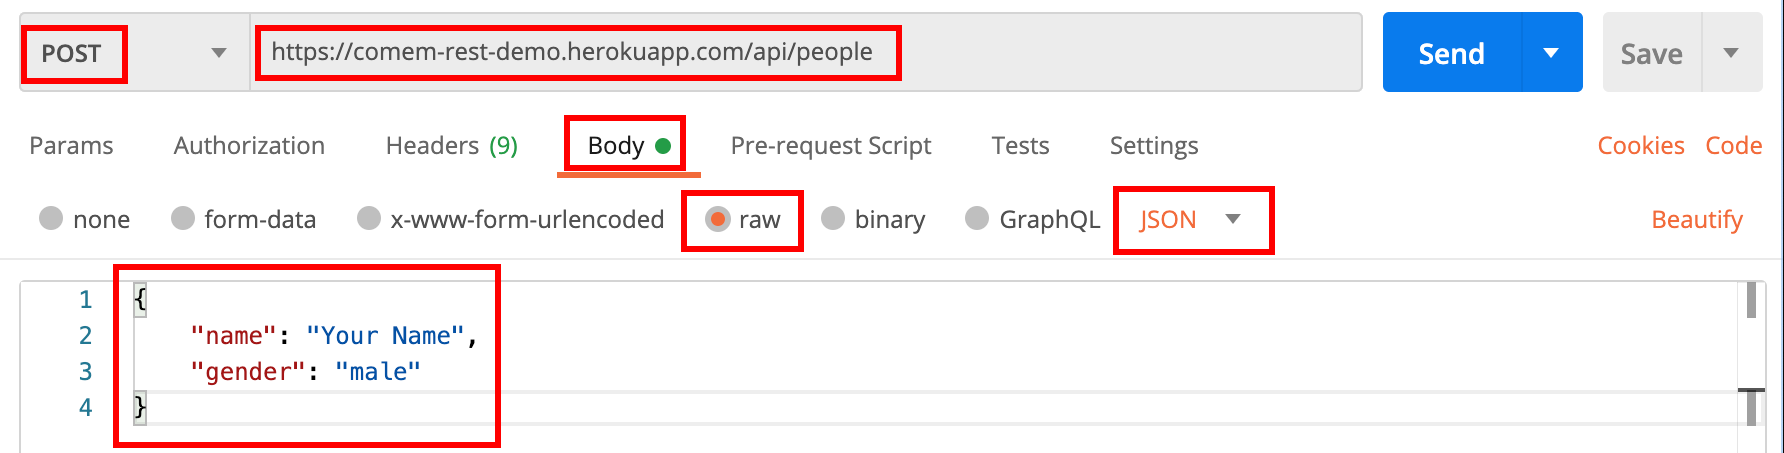 POST https://comem-rest-demo.herokuapp.com/api/people Send Save
Params Authorization Headers (9) Body Pre-request Script Tests Settings Cookies Code
none form-data x-www-form-urlencoded raw binary GraphQL JSON Beautify
1 {
2 "name": "Your Name",
3 "gender": "male"
4 }